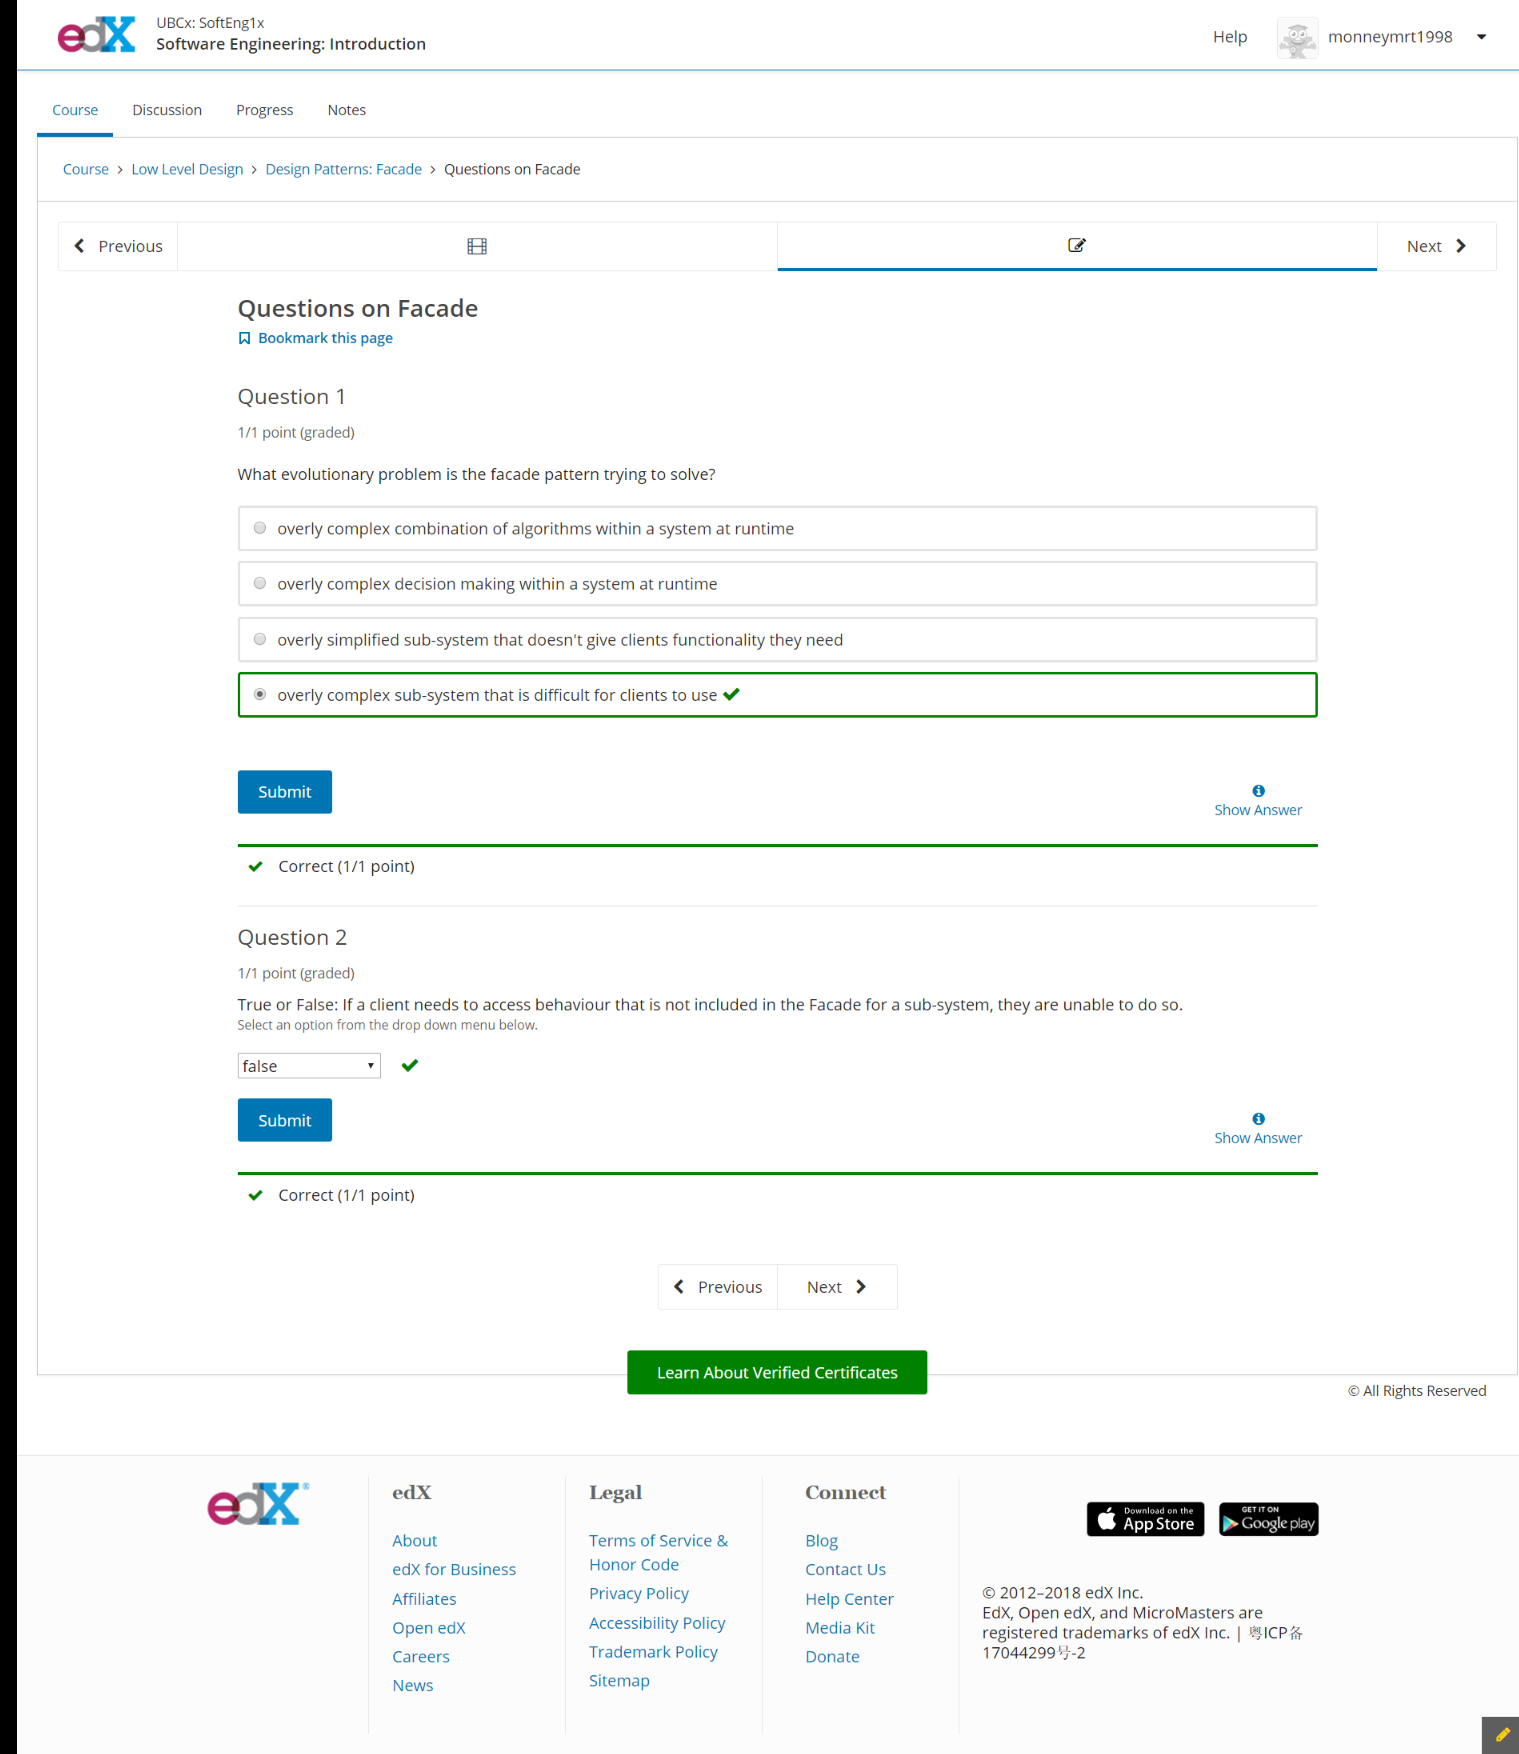 edX
UBCx: SoftEng1x
Software Engineering: Introduction
Help
monneymrt1998
Course
Discussion
Progress
Notes
Course > Low Level Design > Design Patterns: Facade > Questions on Facade
Previous
Next
Questions on Facade
Bookmark this page
Question 1
1/1 point (graded)
What evolutionary problem is the facade pattern trying to solve?
overly complex combination of algorithms within a system at runtime
overly complex decision making within a system at runtime
overly simplified sub-system that doesn't give clients functionality they need
overly complex sub-system that is difficult for clients to use
Submit
Show Answer
Correct (1/1 point)
Question 2
1/1 point (graded)
True or False: If a client needs to access behaviour that is not included in the Facade for a sub-system, they are unable to do so.
Select an option from the drop down menu below.
false
Submit
Show Answer
Correct (1/1 point)
Previous
Next
Learn About Verified Certificates
© All Rights Reserved
edX®
edX
About
edX for Business
Affiliates
Open edX
Careers
News
Legal
Terms of Service &
Honor Code
Privacy Policy
Accessibility Policy
Trademark Policy
Sitemap
Connect
Blog
Contact Us
Help Center
Media Kit
Donate
Download on the
App Store
GET IT ON
Google play
© 2012–2018 edX Inc.
EdX, Open edX, and MicroMasters are
registered trademarks of edX Inc. | 粤ICP备
17044299号-2